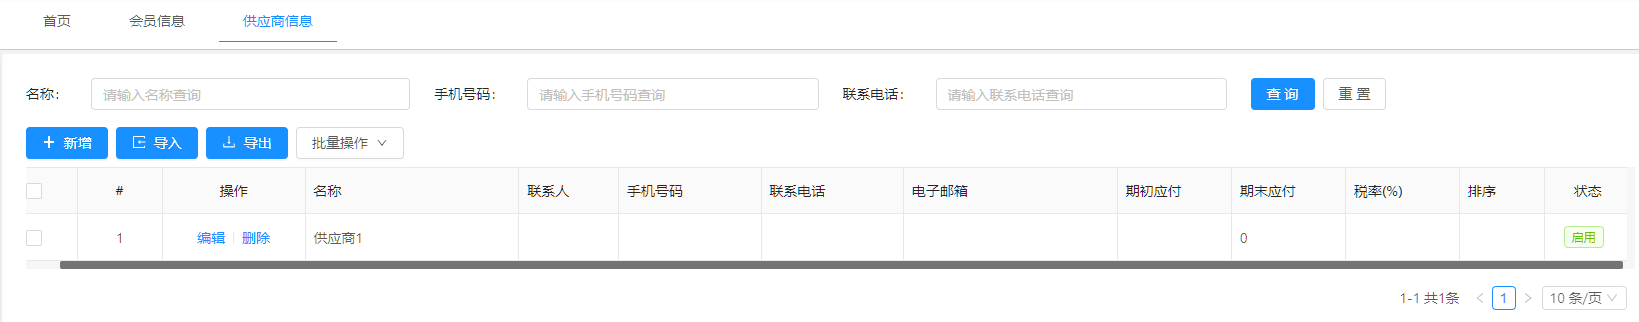 首页 会员信息 供应商信息
名称： 请输入名称查询 手机号码： 请输入手机号码查询 联系电话： 请输入联系电话查询 查 询 重 置
新增 导入 导出 批量操作
# 操作 名称 联系人 手机号码 联系电话 电子邮箱 期初应付 期末应付 税率(%) 排序 状态
1 编辑 删除 供应商1 0 启用
1-1 共1条 1 10 条/页